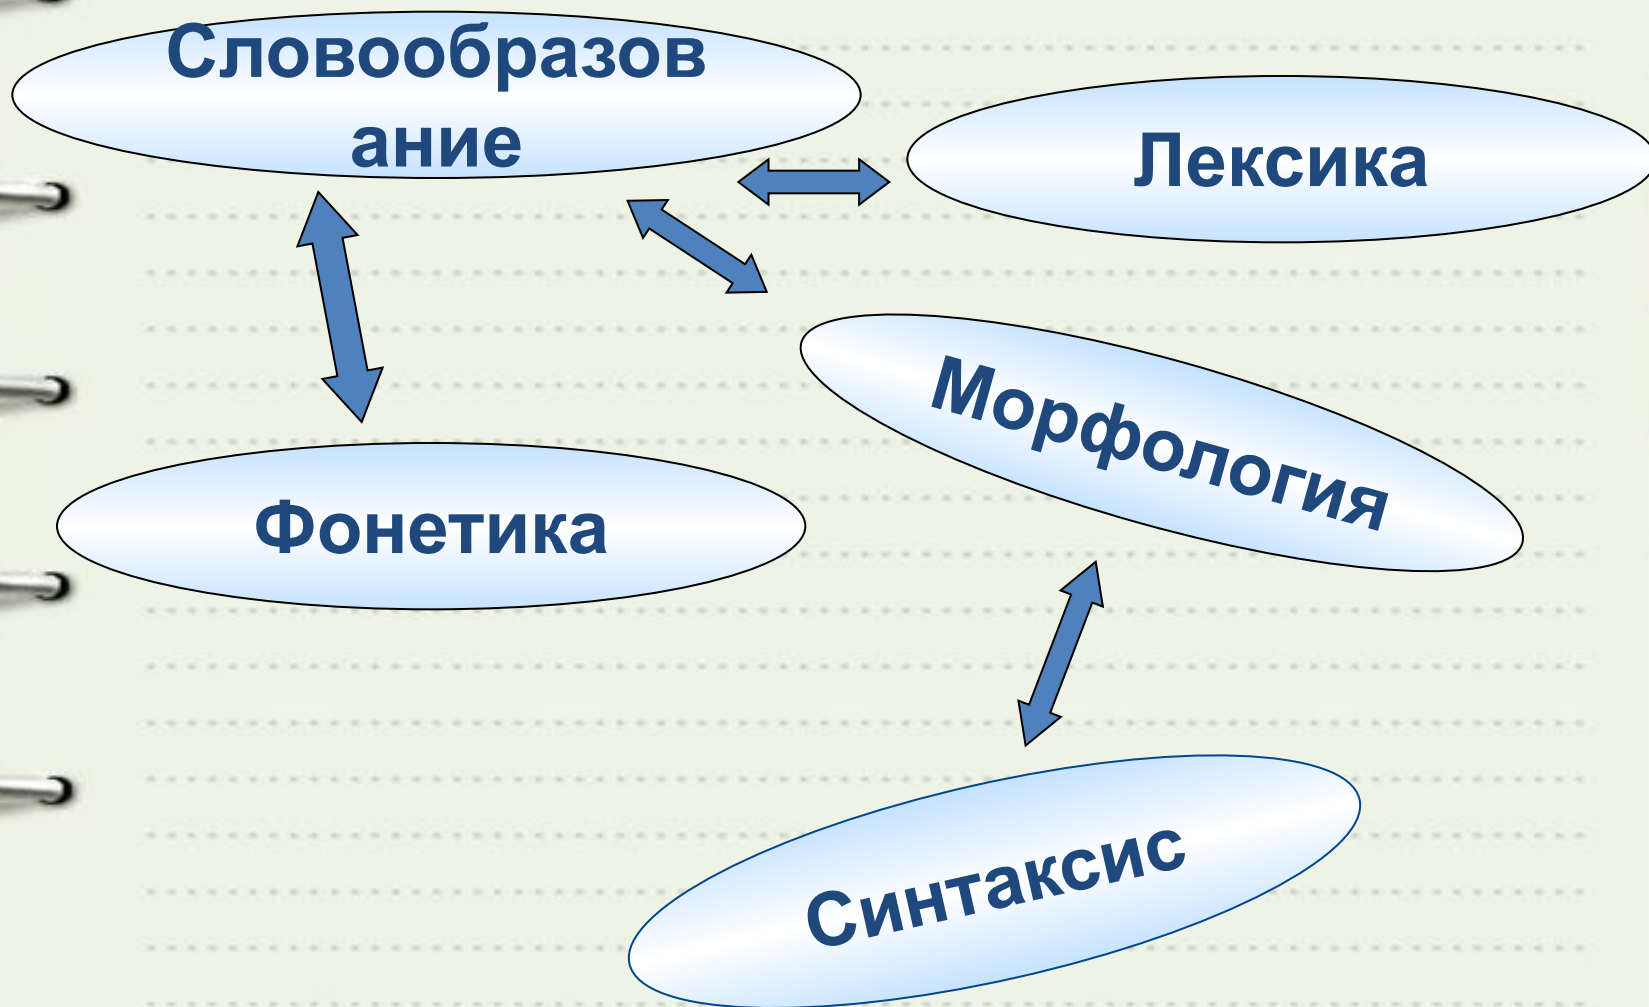 Словообразов
ание
Лексика
Морфология
Фонетика
Синтаксис